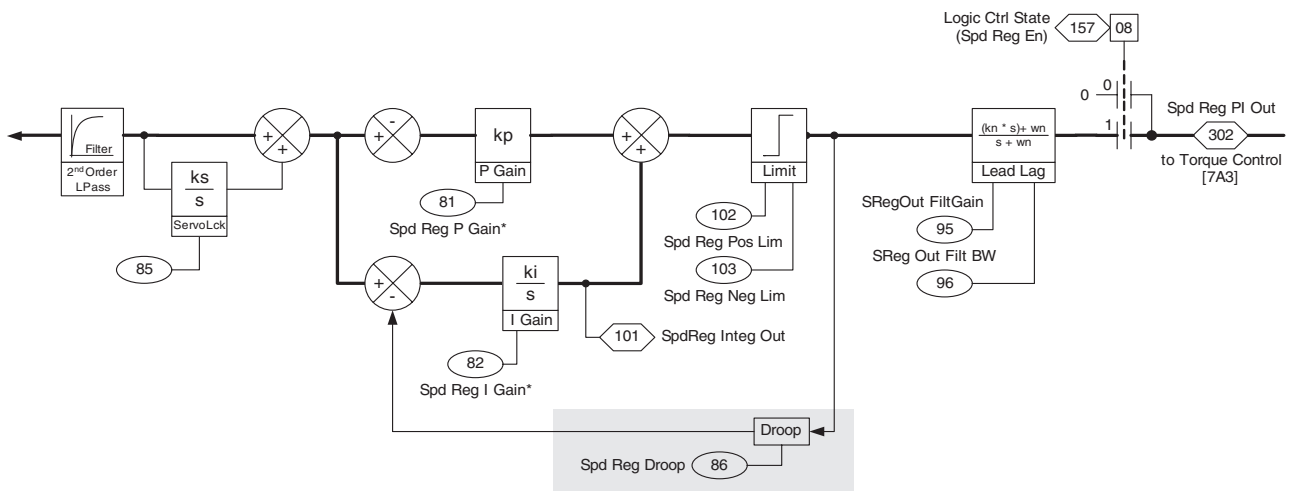 Logic Ctrl State
(Spd Reg En)
157
08
0
0
1
Spd Reg PI Out
302
to Torque Control
[7A3]
Filter
2nd Order
LPass
ks
s
ServoLck
85
+
+
-
+
kp
P Gain
81
Spd Reg P Gain*
+
+
Limit
102
Spd Reg Pos Lim
103
Spd Reg Neg Lim
(kn * s)+ wn
s + wn
Lead Lag
SRegOut FiltGain
95
SReg Out Filt BW
96
+
-
ki
s
I Gain
101
SpdReg Integ Out
82
Spd Reg I Gain*
Droop
Spd Reg Droop
86